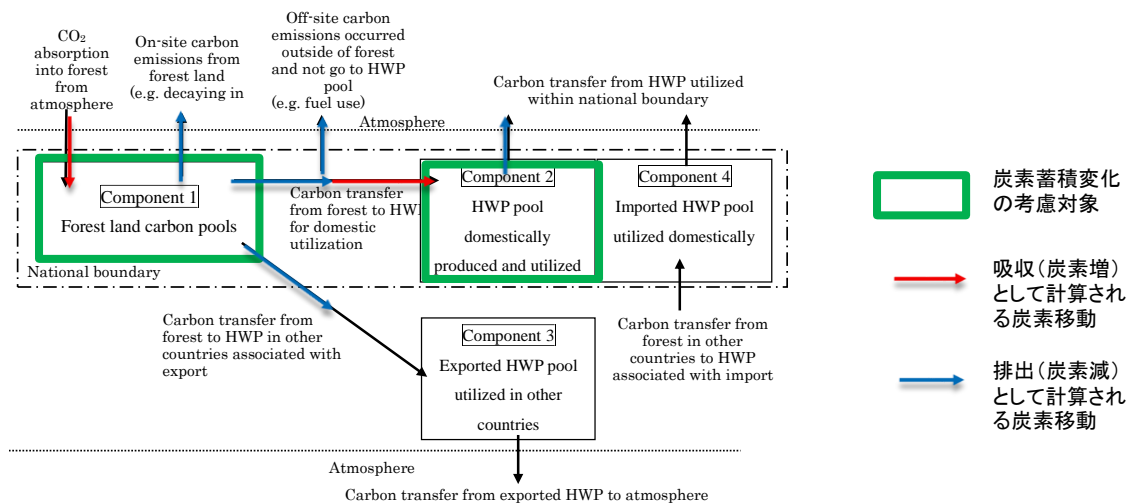 CO₂
absorption
into forest
from
atmosphere
On-site carbon
emissions from
forest land
(e.g. decaying in
Off-site carbon
emissions occurred
outside of forest
and not go to HWP
pool
(e.g. fuel use)
Carbon transfer from HWP utilized
within national boundary
Atmosphere
Component 1
Forest land carbon pools
National boundary
Carbon transfer
from forest to HW
for domestic
utilization
Component 2
HWP pool
domestically
produced and utilized
Component 4
Imported HWP pool
utilized domestically
Carbon transfer from
forest to HWP in other
countries associated with
export
Component 3
Exported HWP pool
utilized in other
countries
Carbon transfer from
forest in other
countries to HWP
associated with import
Atmosphere
Carbon transfer from exported HWP to atmosphere
炭素蓄積変化
の考慮対象
吸収(炭素増)
として計算され
る炭素移動
排出(炭素減)
として計算され
る炭素移動